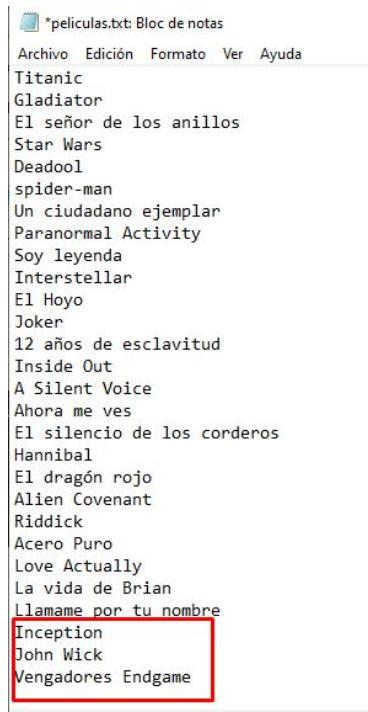 *peliculas.txt: Bloc de notas
Archivo Edición Formato Ver Ayuda
Titanic
Gladiator
El señor de los anillos
Star Wars
Deadool
spider-man
Un ciudadano ejemplar
Paranormal Activity
Soy leyenda
Interstellar
El Hoyo
Joker
12 años de esclavitud
Inside Out
A Silent Voice
Ahora me ves
El silencio de los corderos
Hannibal
El dragón rojo
Alien Covenant
Riddick
Acero Puro
Love Actually
La vida de Brian
Llamame por tu nombre
Inception
John Wick
Vengadores Endgame